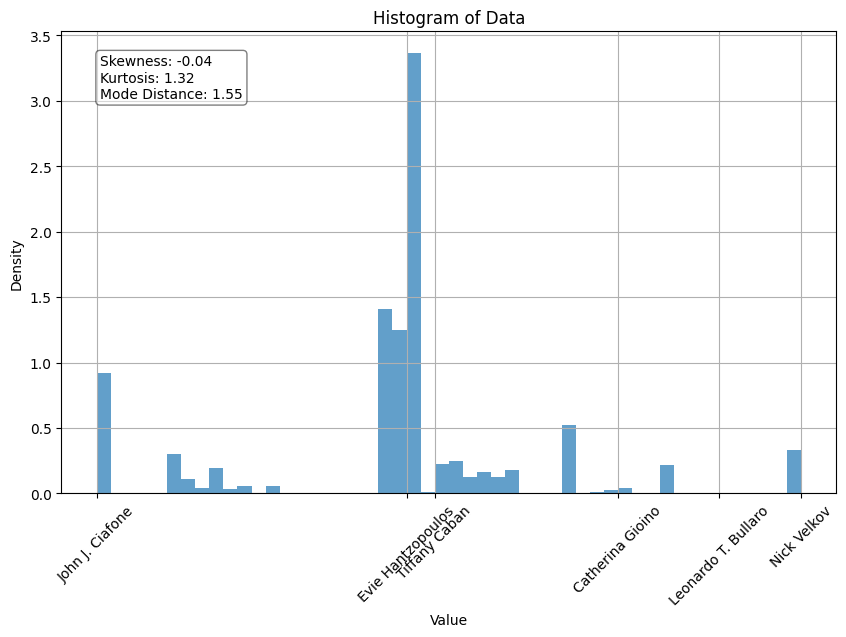 Histogram of Data
Skewness: -0.04
Kurtosis: 1.32
Mode Distance: 1.55
3.5
3.0
2.5
2.0
1.5
1.0
0.5
0.0
Density
John J. Ciafone
Evie Hantzopoulos
Tiffany Caban
Catherina Gioino
Leonardo T. Bullaro
Nick Velkov
Value